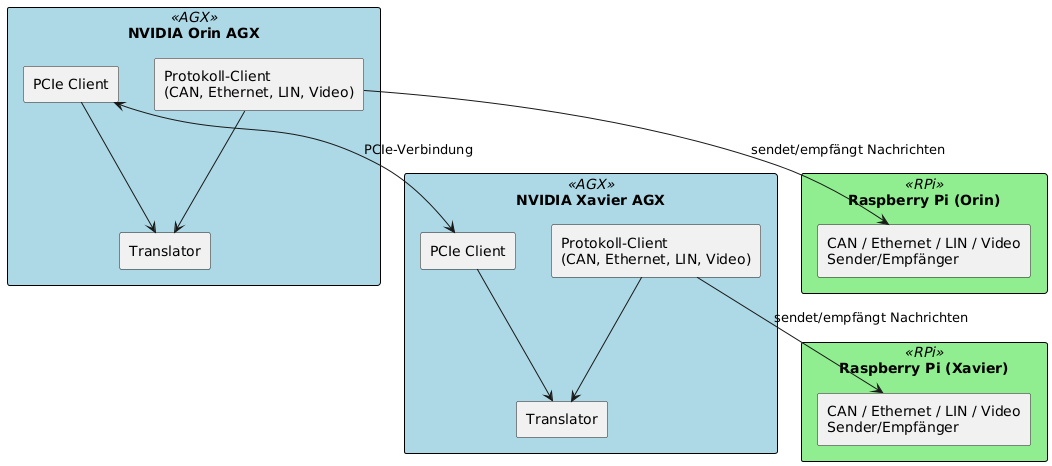 «AGX»
NVIDIA Orin AGX
PCIe Client
Protokoll-Client
(CAN, Ethernet, LIN, Video)
Translator
PCIe-Verbindung
sendet/empfängt Nachrichten
«AGX»
NVIDIA Xavier AGX
PCIe Client
Protokoll-Client
(CAN, Ethernet, LIN, Video)
Translator
«RPi»
Raspberry Pi (Orin)
CAN / Ethernet / LIN / Video
Sender/Empfänger
sendet/empfängt Nachrichten
«RPi»
Raspberry Pi (Xavier)
CAN / Ethernet / LIN / Video
Sender/Empfänger